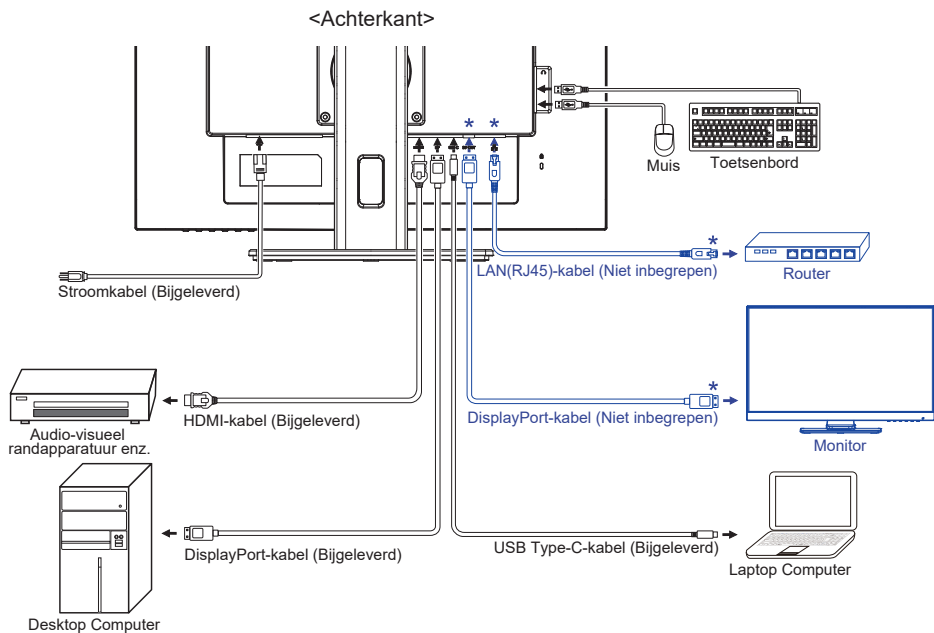 <Achterkant>
Muis
Toetsenbord
*
*
*
LAN(RJ45)-kabel (Niet inbegrepen)
Router
Stroomkabel (Bijgeleverd)
HDMI-kabel (Bijgeleverd)
*
DisplayPort-kabel (Niet inbegrepen)
Audio-visueel
randapparatuur enz.
Monitor
DisplayPort-kabel (Bijgeleverd)
USB Type-C-kabel (Bijgeleverd)
Laptop Computer
Desktop Computer